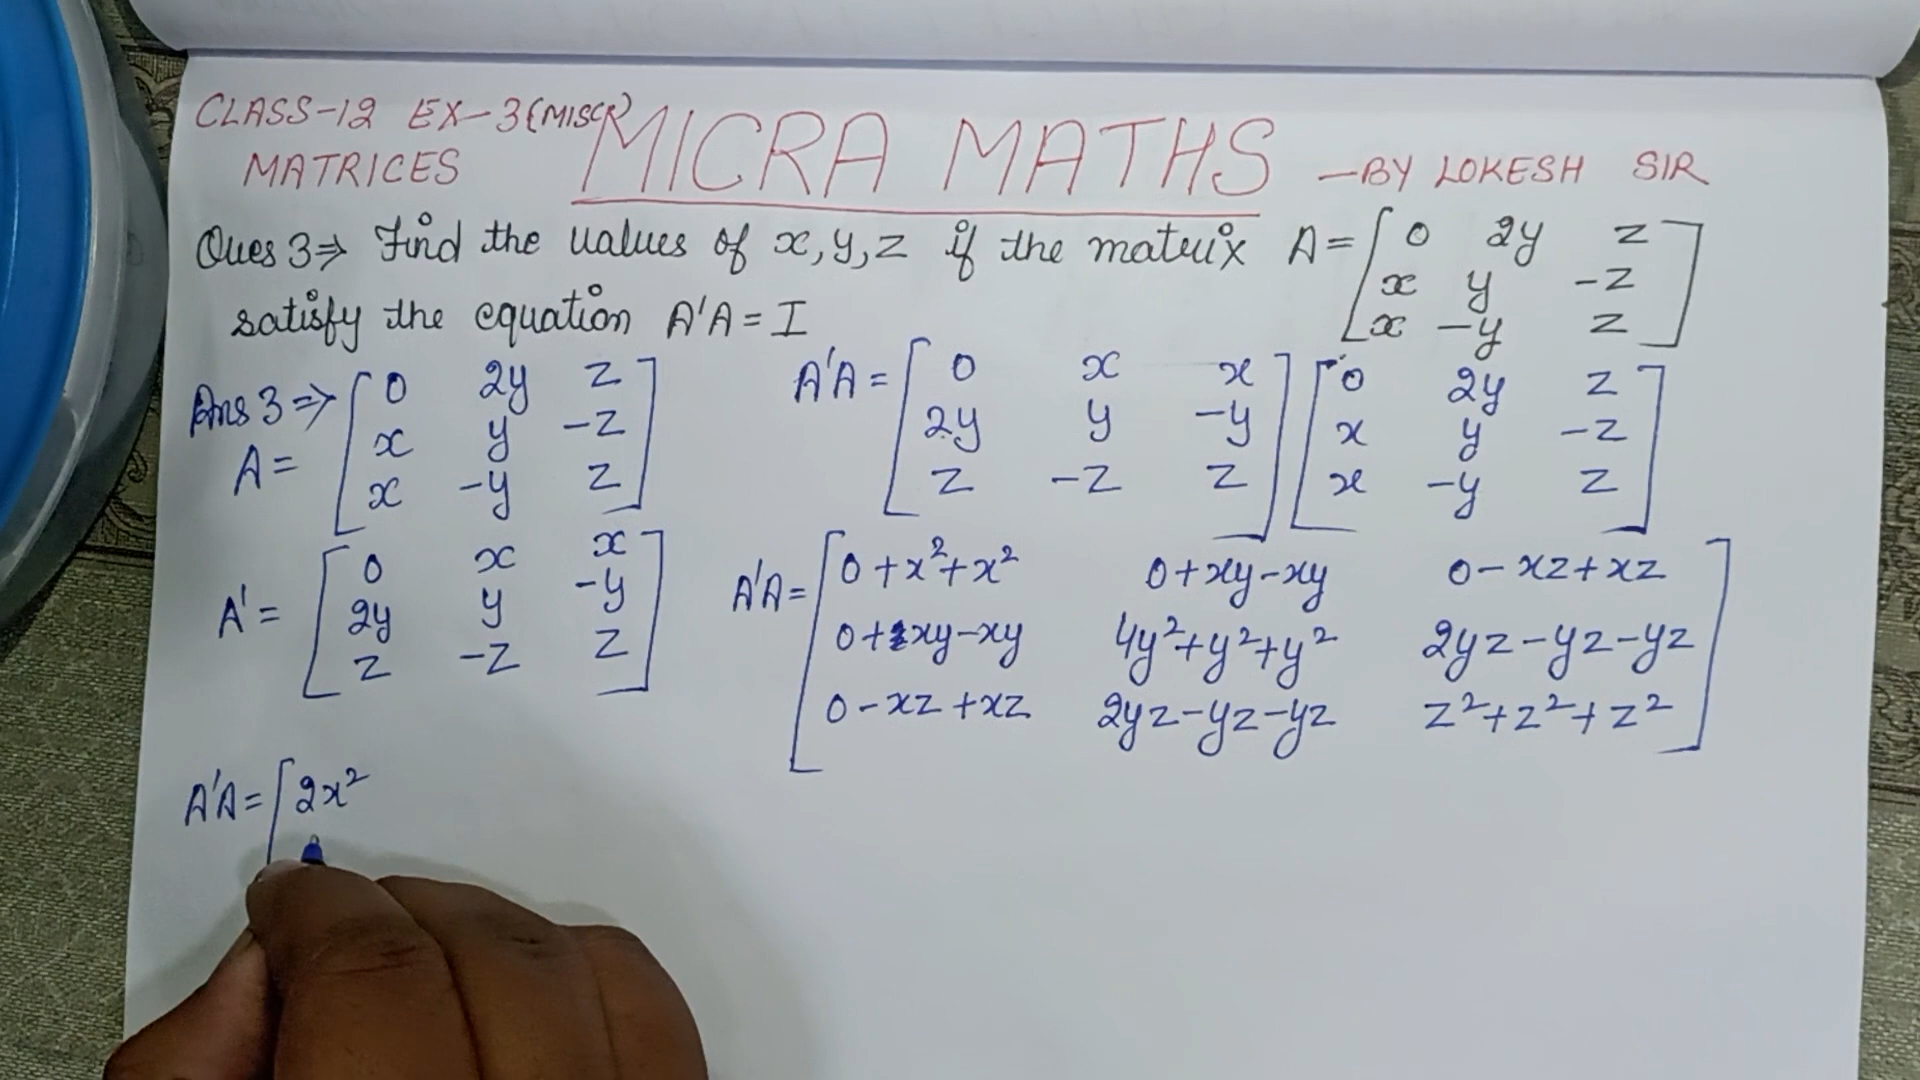 CLASS-12 EX-3(MISC)
MATRICES
MICRA MATHS
-BY LOKESH SIR
Ques 3⇒ Find the values of x, y, z if the matrix A = [0 2y z
x y -z
x -y z]
satisfy the equation A'A = I
Ans 3⇒
A = [0 2y z
x y -z
x -y z]
A' = [0 x x
2y y -y
z -z z]
A'A = [0 x x
2y y -y
z -z z] [0 2y z
x y -z
x -y z]
A'A = [0+x²+x² 0+xy-xy 0-xz+xz
0+xy-xy 4y²+y²+y² 2yz-yz-yz
0-xz+xz 2yz-yz-yz z²+z²+z²]
A'A = [2x²